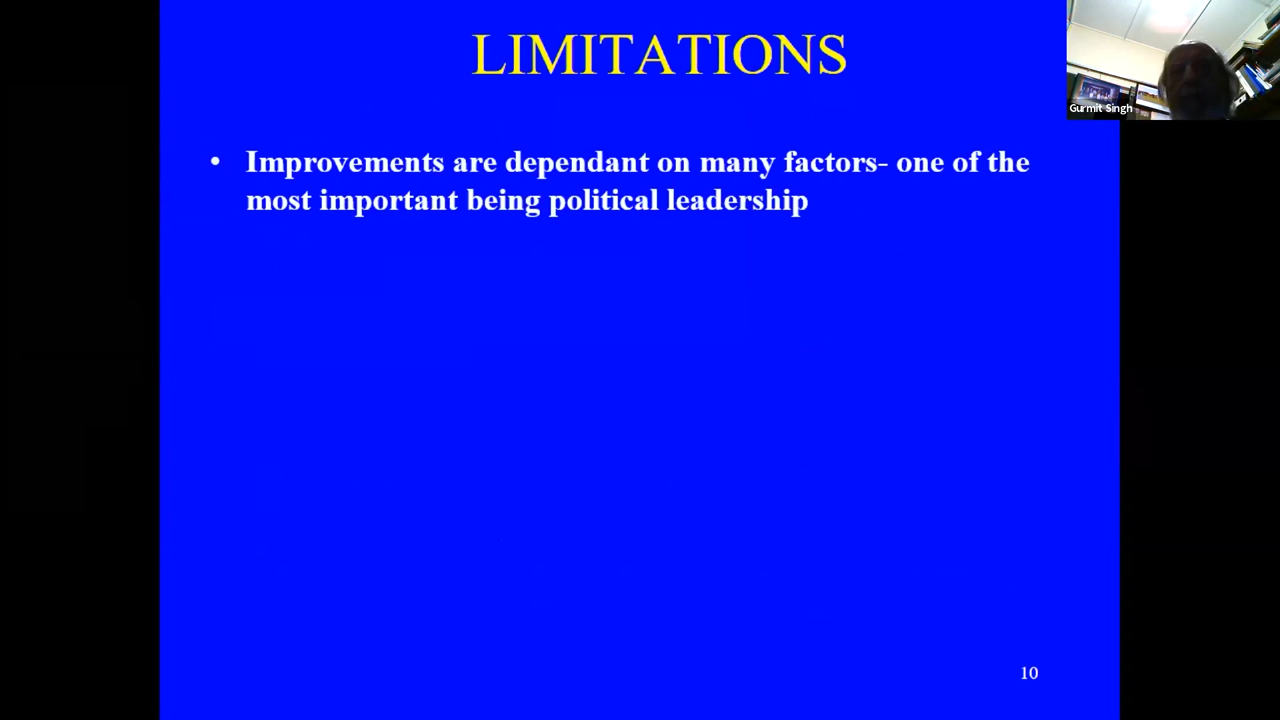 LIMITATIONS
• Improvements are dependant on many factors- one of the
most important being political leadership
10
Gurmit Singh